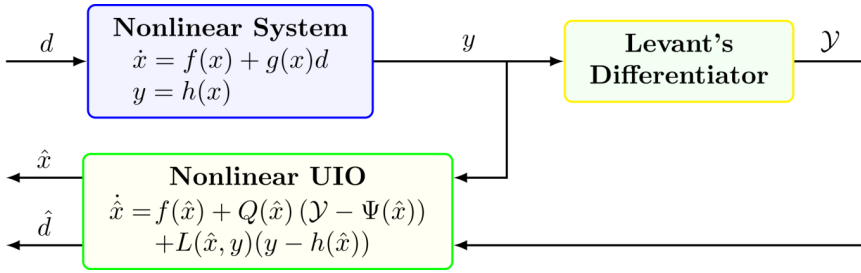 d
Nonlinear System
ẋ = f(x) + g(x)d
y = h(x)
y
Levant's
Differentiator
𝒴
x̂
d̂
Nonlinear UIO
ẋ̂ = f(x̂) + Q(x̂) (𝒴 − Ψ(x̂))
+L(x̂, y)(y − h(x̂))